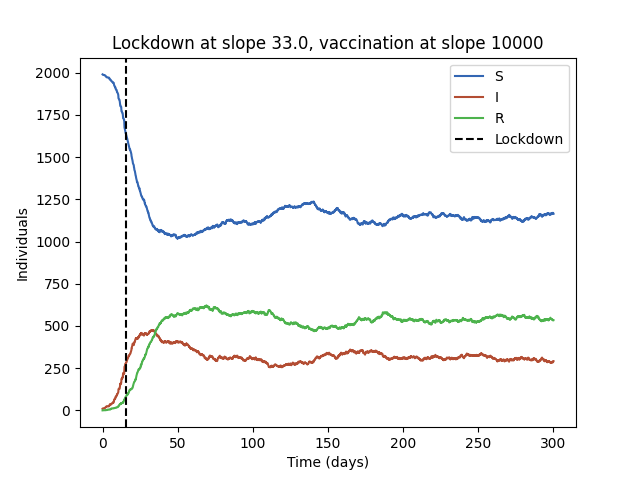 Lockdown at slope 33.0, vaccination at slope 10000
2000
1750
1500
1250
1000
750
500
250
0
Individuals
S
I
R
Lockdown
0 50 100 150 200 250 300
Time (days)